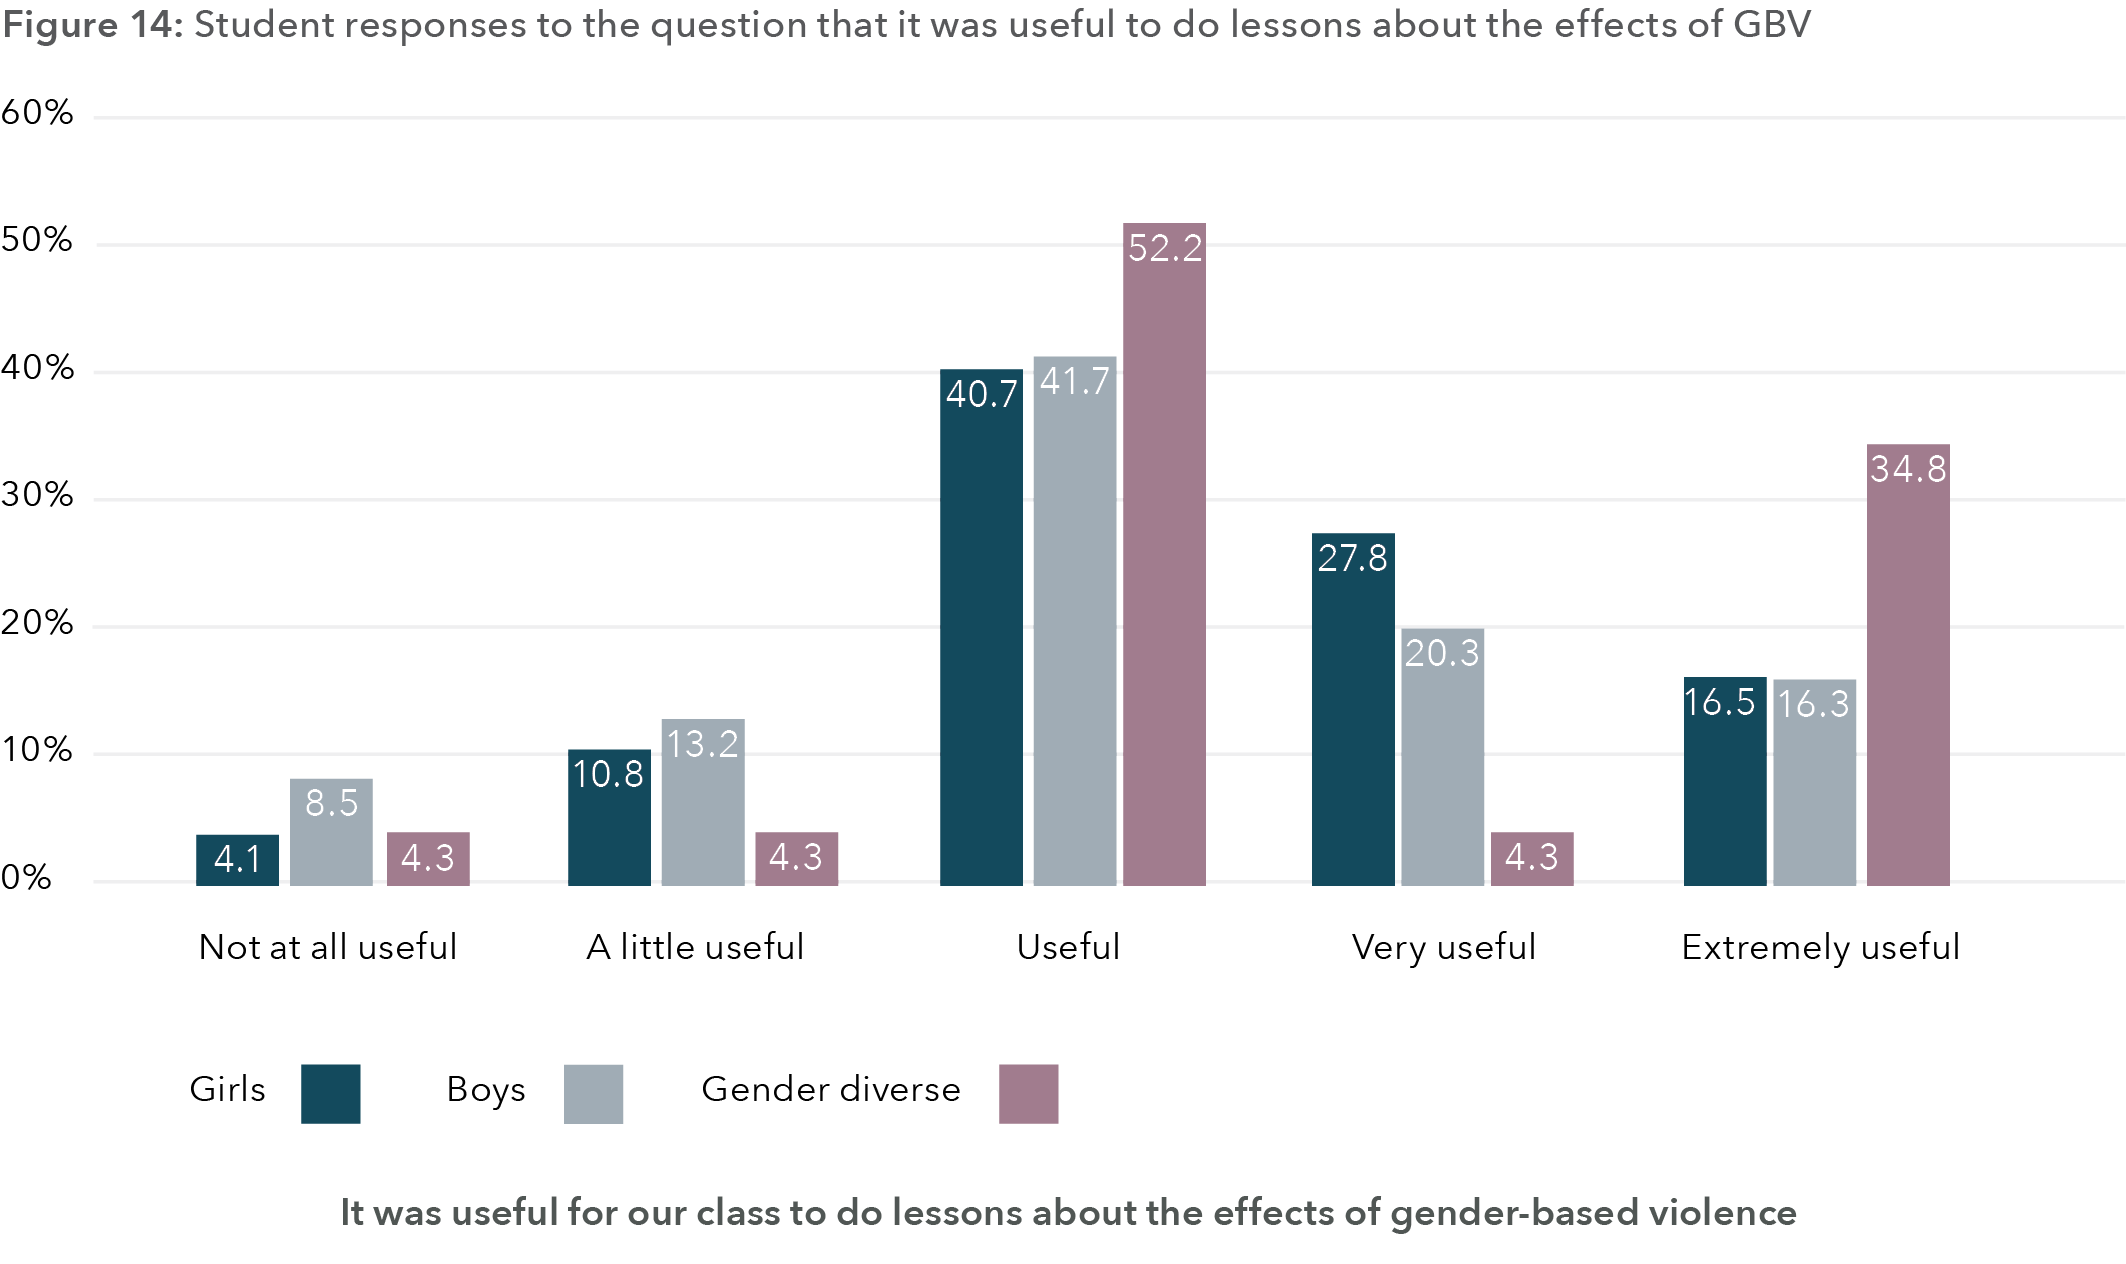 Figure 14: Student responses to the question that it was useful to do lessons about the effects of GBV
60%
50%
40%
30%
20%
10%
0%
4.1
8.5
4.3
10.8
13.2
4.3
40.7
41.7
52.2
27.8
20.3
4.3
16.5
16.3
34.8
Not at all useful
A little useful
Useful
Very useful
Extremely useful
Girls
Boys
Gender diverse
It was useful for our class to do lessons about the effects of gender-based violence